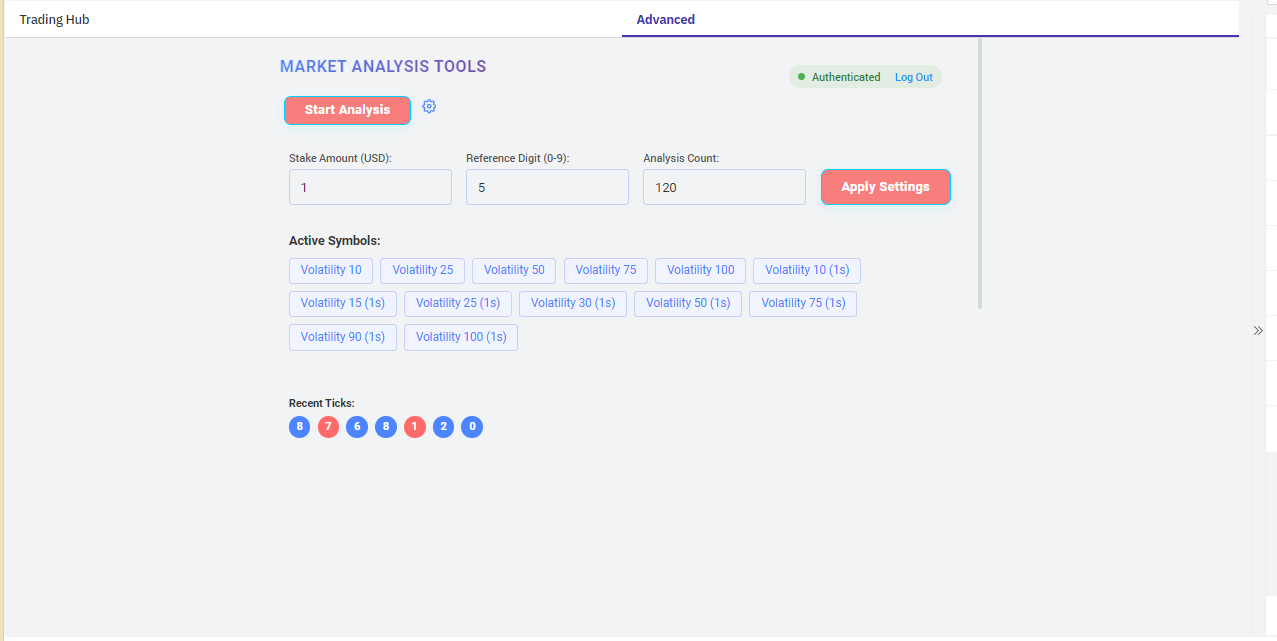 Trading Hub Advanced
MARKET ANALYSIS TOOLS
Authenticated Log Out
Start Analysis
Stake Amount (USD): Reference Digit (0-9): Analysis Count:
1 5 120 Apply Settings
Active Symbols:
Volatility 10 Volatility 25 Volatility 50 Volatility 75 Volatility 100 Volatility 10 (1s)
Volatility 15 (1s) Volatility 25 (1s) Volatility 30 (1s) Volatility 50 (1s) Volatility 75 (1s)
Volatility 90 (1s) Volatility 100 (1s)
Recent Ticks:
8 7 6 8 1 2 0